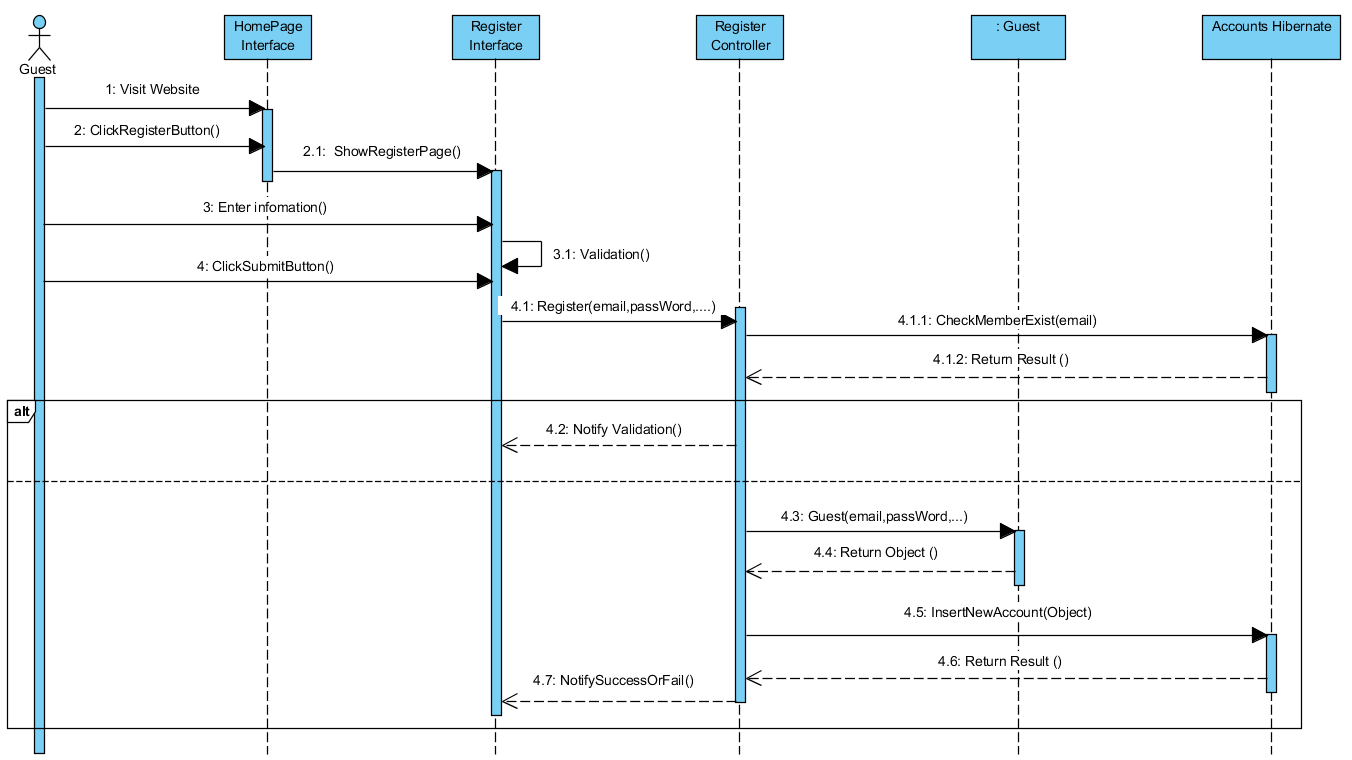 HomePage
Interface
Register
Interface
Register
Controller
: Guest
Accounts Hibernate
Guest
1: Visit Website
2: ClickRegisterButton()
2.1:  ShowRegisterPage()
3: Enter infomation()
3.1: Validation()
4: ClickSubmitButton()
4.1: Register(email,passWord,....)
4.1.1: CheckMemberExist(email)
4.1.2: Return Result ()
alt
4.2: Notify Validation()
4.3: Guest(email,passWord,...)
4.4: Return Object ()
4.5: InsertNewAccount(Object)
4.6: Return Result ()
4.7: NotifySuccessOrFail()